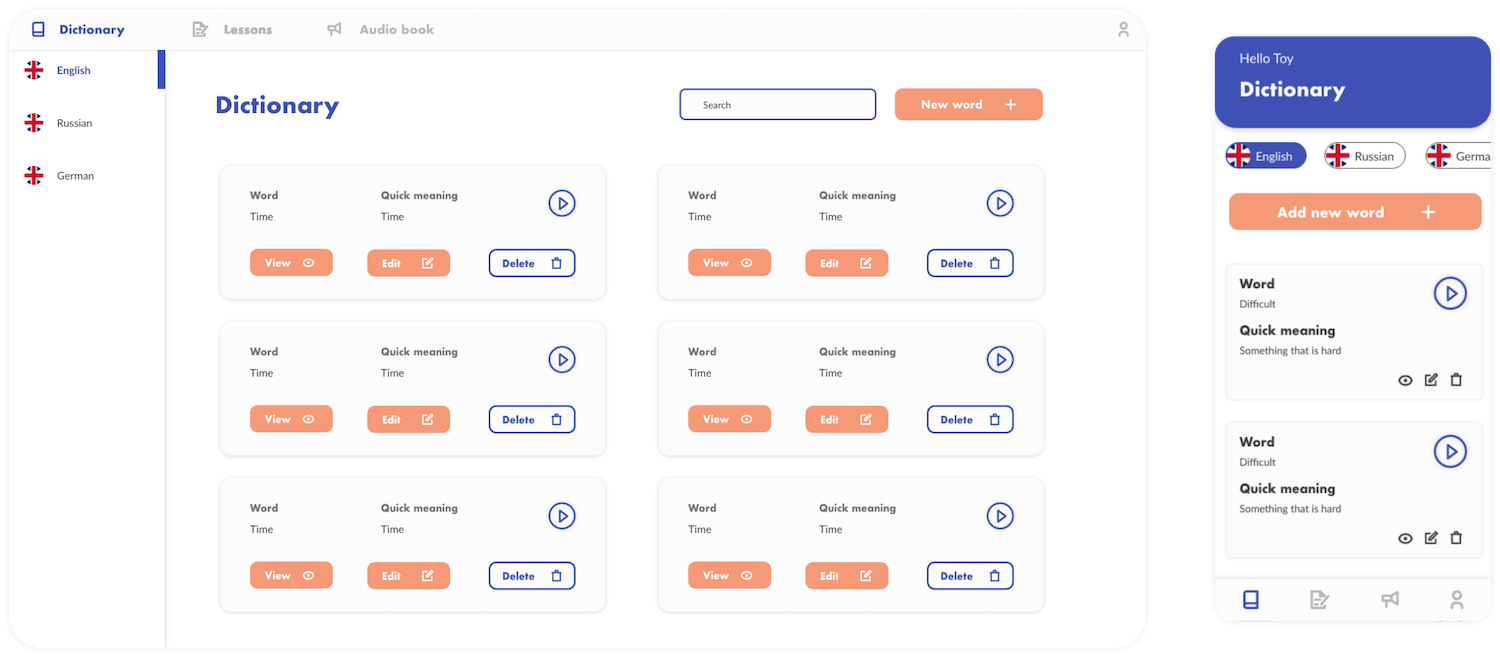 Dictionary Lessons Audio book
English
Russian
German
Dictionary
Search
New word +
Word Quick meaning
Time Time
View Edit Delete
Word Quick meaning
Time Time
View Edit Delete
Word Quick meaning
Time Time
View Edit Delete
Word Quick meaning
Time Time
View Edit Delete
Word Quick meaning
Time Time
View Edit Delete
Word Quick meaning
Time Time
View Edit Delete
Hello Toy
Dictionary
English Russian Germa
Add new word +
Word
Difficult
Quick meaning
Something that is hard
Word
Difficult
Quick meaning
Something that is hard